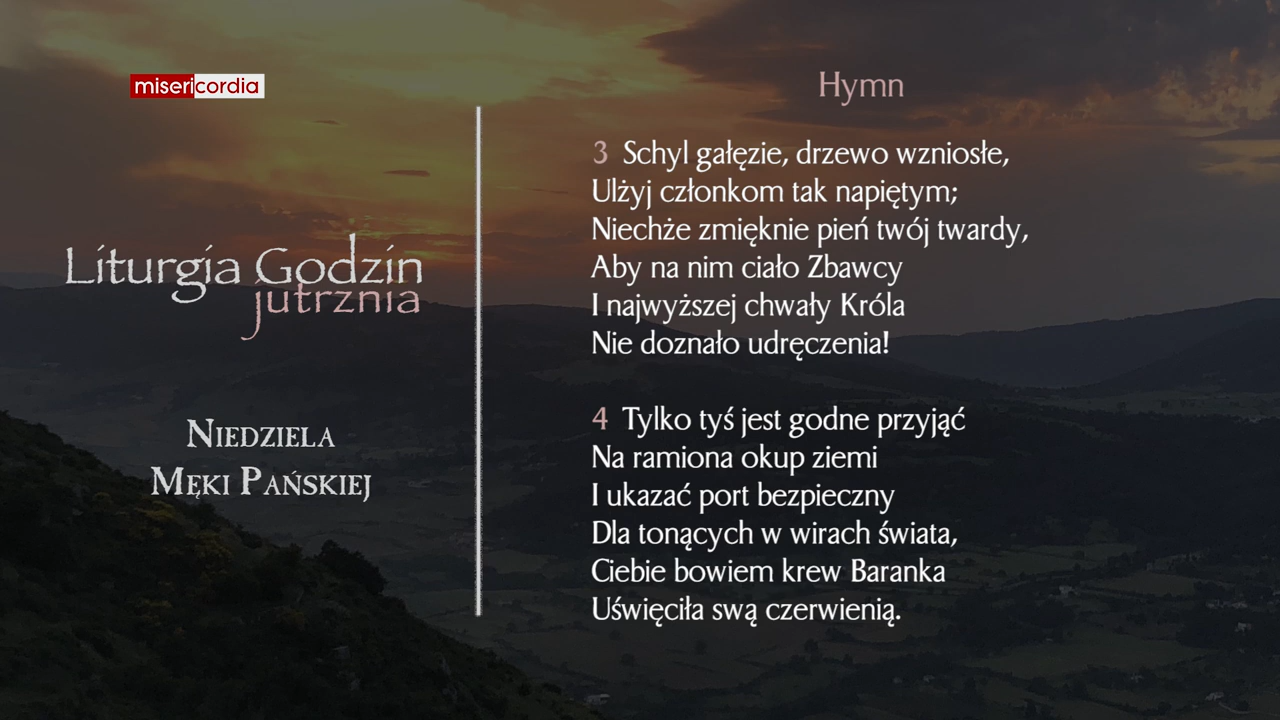 misericordia
Liturgia Godzin
jutrznia
Niedziela
Męki Pańskiej
Hymn
3 Schyl gałęzie, drzewo wzniosłe,
Ulżyj członkom tak napiętym;
Niechże zmięknie pień twój twardy,
Aby na nim ciało Zbawcy
I najwyższej chwały Króla
Nie doznało udręczenia!
4 Tylko tyś jest godne przyjąć
Na ramiona okup ziemi
I ukazać port bezpieczny
Dla tonących w wirach świata,
Ciebie bowiem krew Baranka
Uświęciła swą czerwienią.